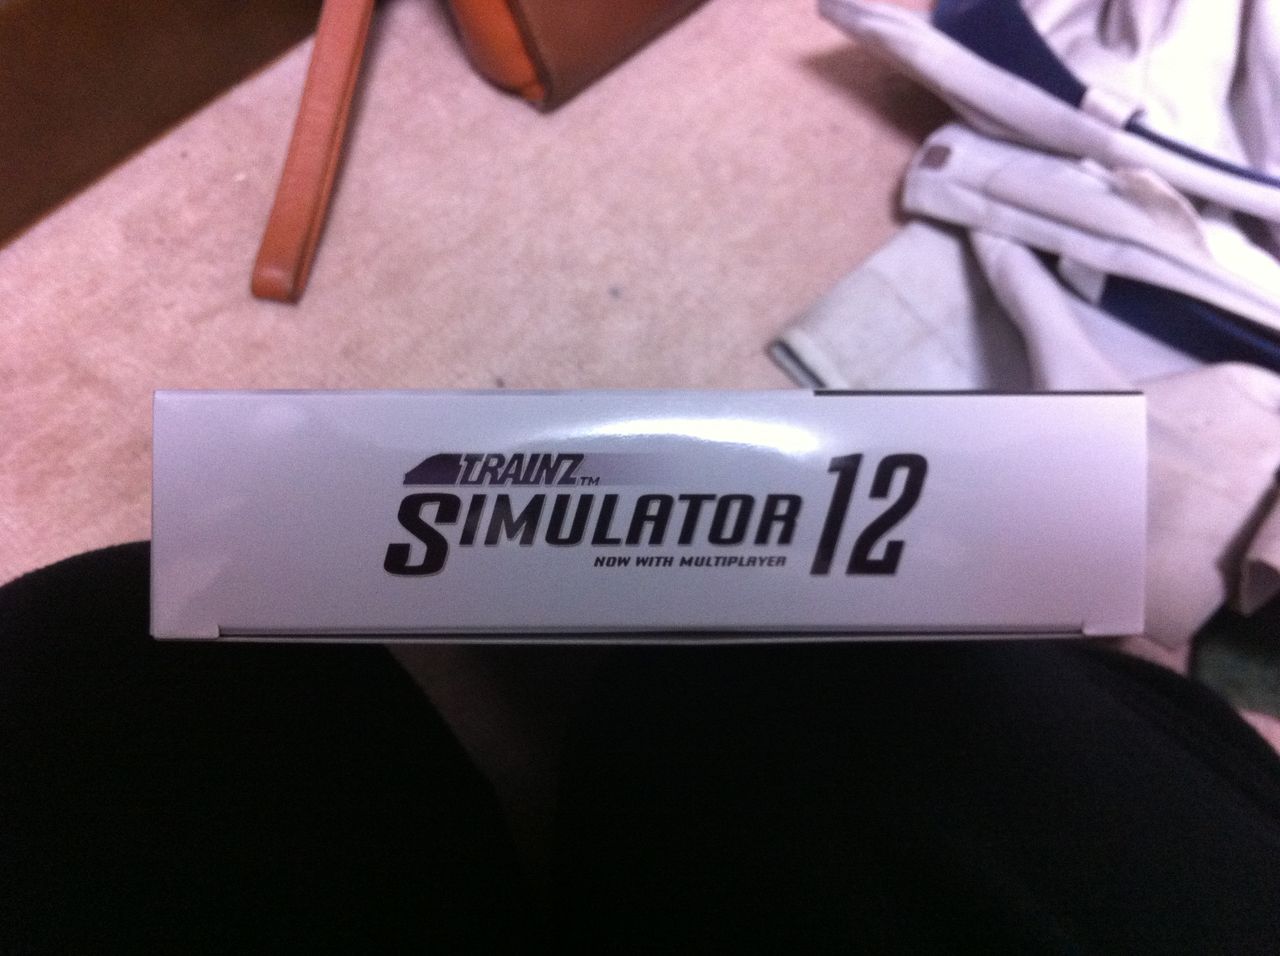 TRAINZ™
SIMULATOR 12
NOW WITH MULTIPLAYER